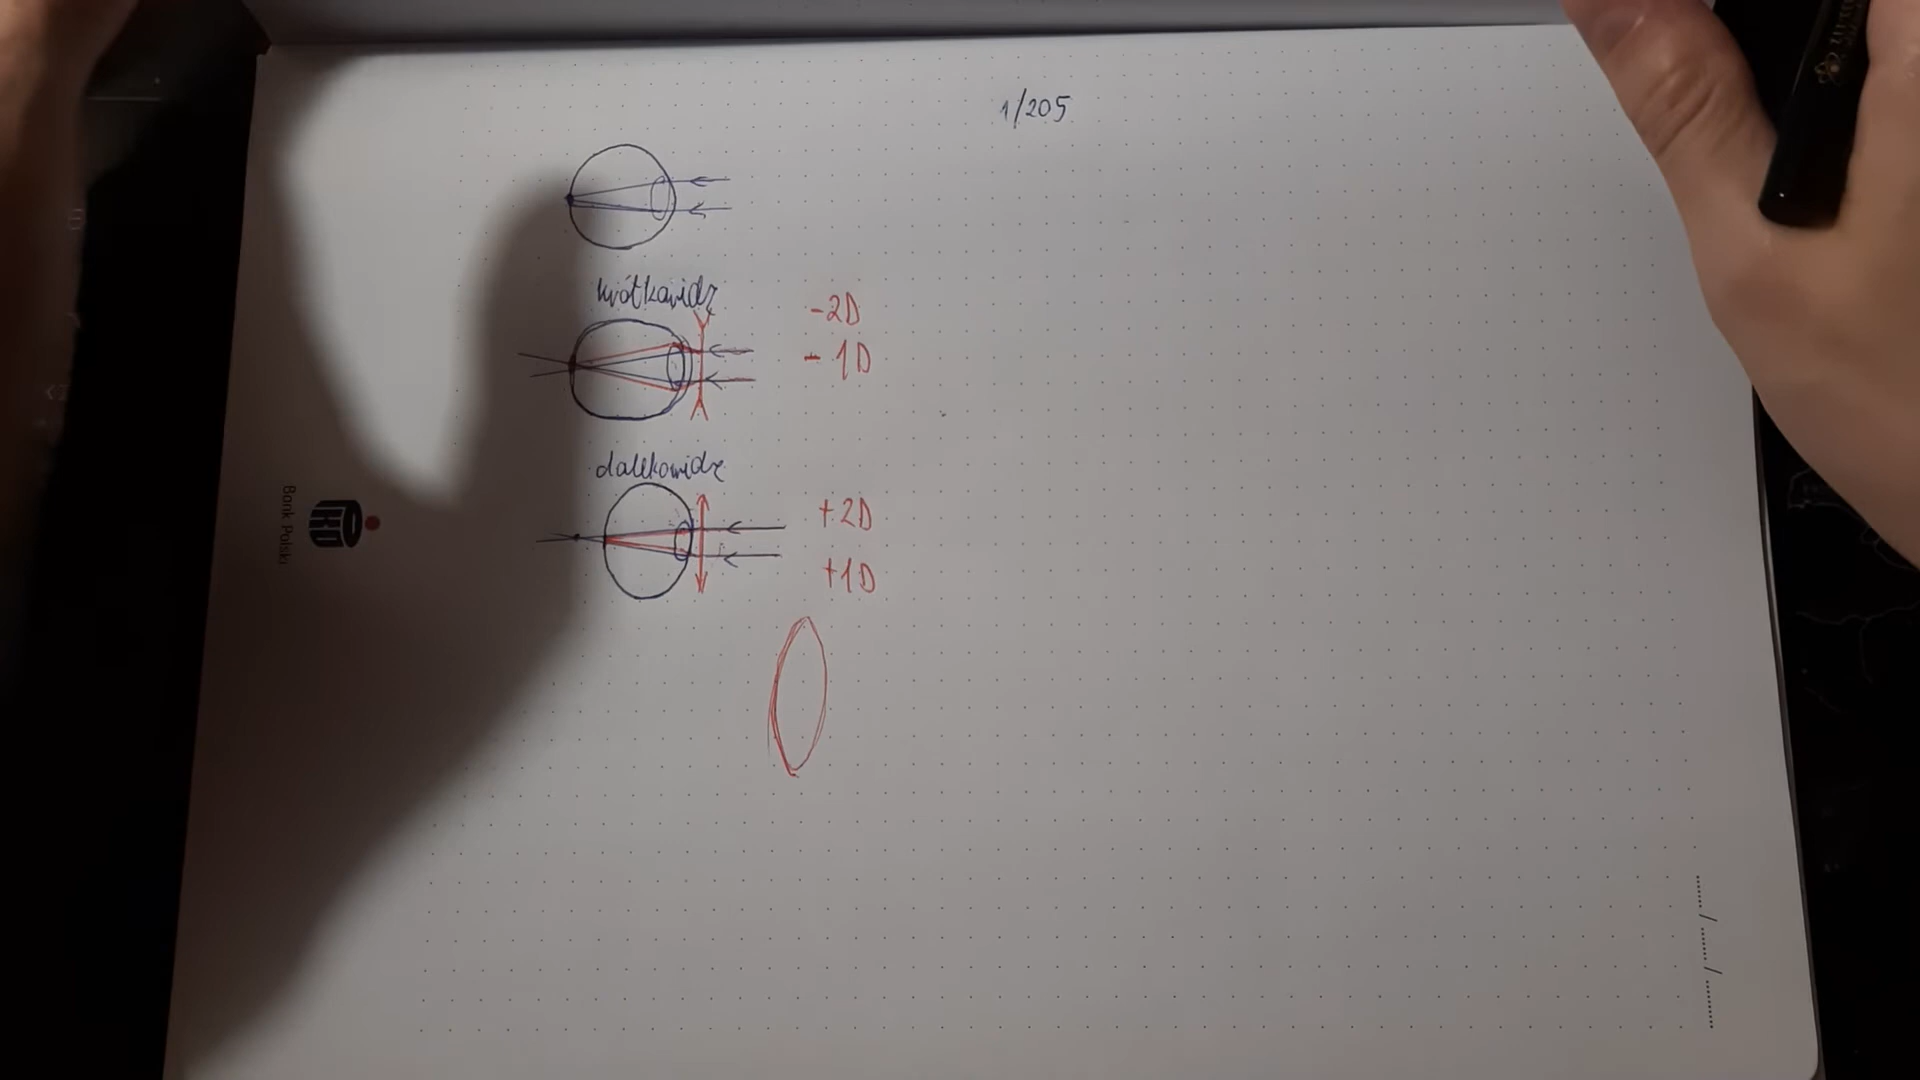 1/205
krótkowidz
-2D
-1D
dalekowidz
+2D
+1D
Bank Polski
...../...../.....